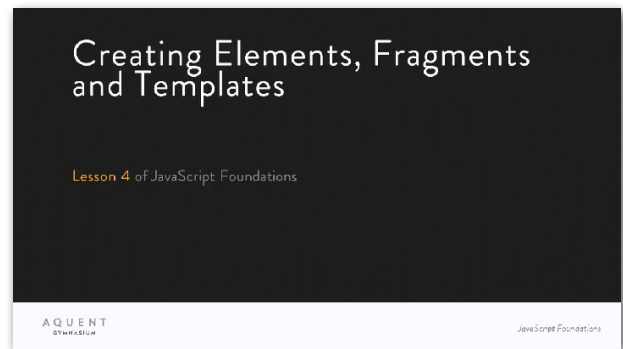 Creating Elements, Fragments
and Templates
Lesson 4 of JavaScript Foundations
AQUENT
GYMNASIUM
JavaScript Foundations